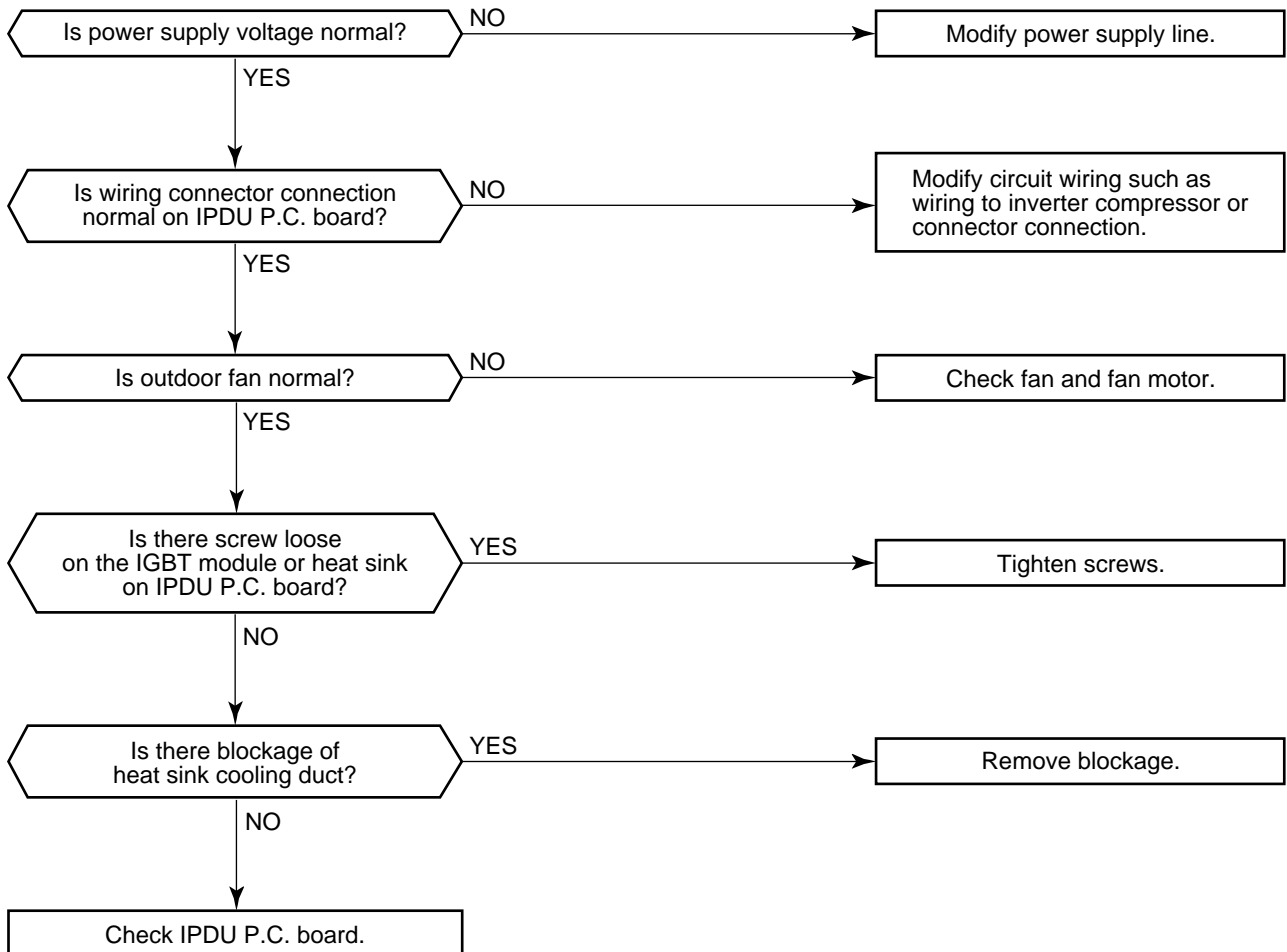 Is power supply voltage normal?
NO
Modify power supply line.
YES
Is wiring connector connection
normal on IPDU P.C. board?
NO
Modify circuit wiring such as
wiring to inverter compressor or
connector connection.
YES
Is outdoor fan normal?
NO
Check fan and fan motor.
YES
Is there screw loose
on the IGBT module or heat sink
on IPDU P.C. board?
YES
Tighten screws.
NO
Is there blockage of
heat sink cooling duct?
YES
Remove blockage.
NO
Check IPDU P.C. board.